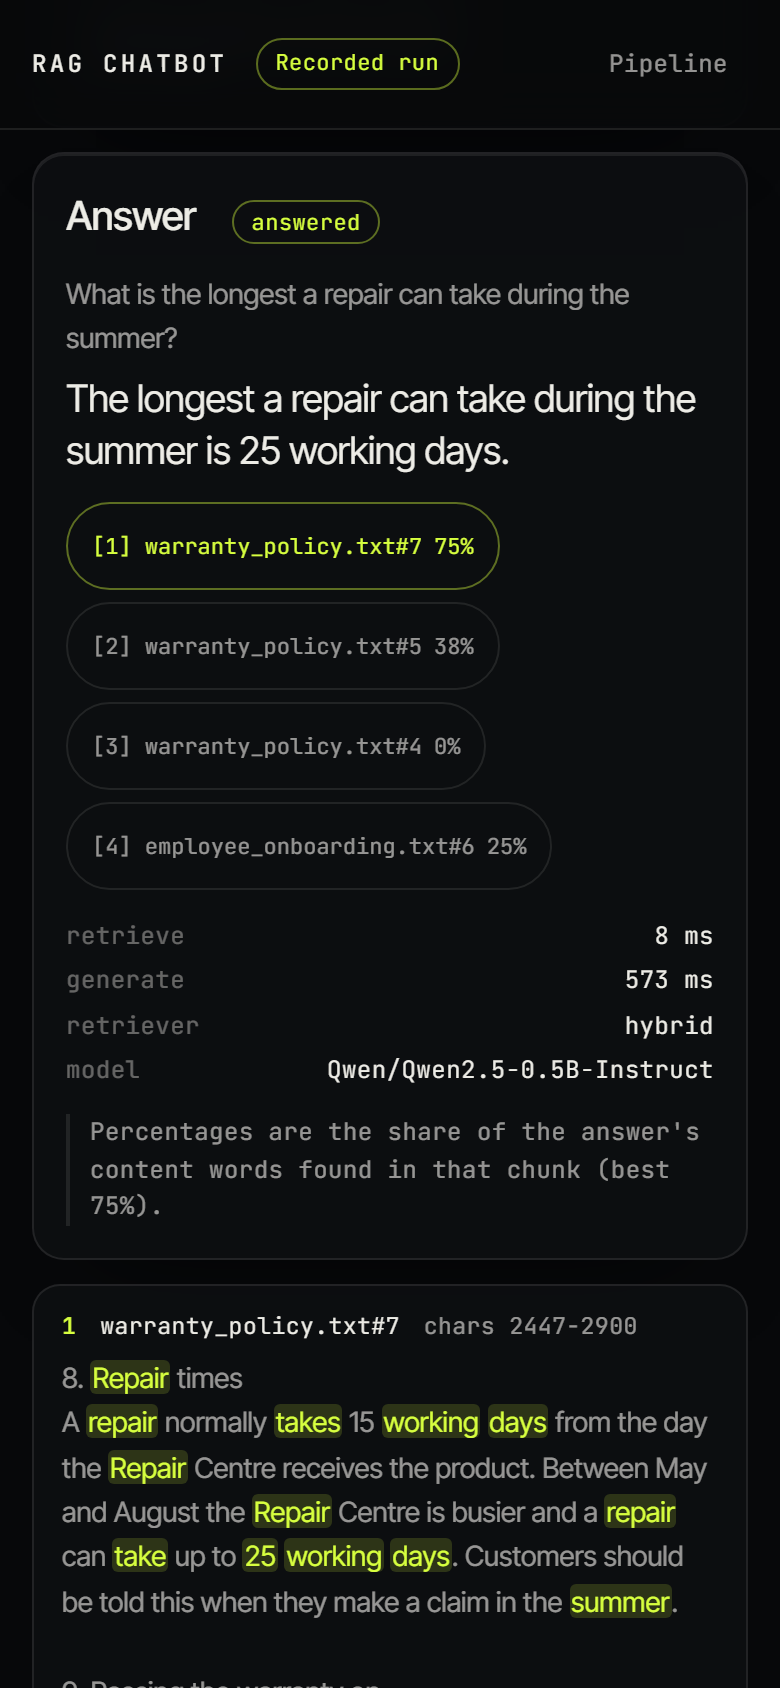 RAG CHATBOT Recorded run Pipeline
Answer answered
What is the longest a repair can take during the
summer?
The longest a repair can take during the
summer is 25 working days.
[1] warranty_policy.txt#7 75%
[2] warranty_policy.txt#5 38%
[3] warranty_policy.txt#4 0%
[4] employee_onboarding.txt#6 25%
retrieve 8 ms
generate 573 ms
retriever hybrid
model Qwen/Qwen2.5-0.5B-Instruct
Percentages are the share of the answer's
content words found in that chunk (best
75%).
1 warranty_policy.txt#7 chars 2447-2900
8. Repair times
A repair normally takes 15 working days from the day
the Repair Centre receives the product. Between May
and August the Repair Centre is busier and a repair
can take up to 25 working days. Customers should
be told this when they make a claim in the summer.
9. Passing the warranty on